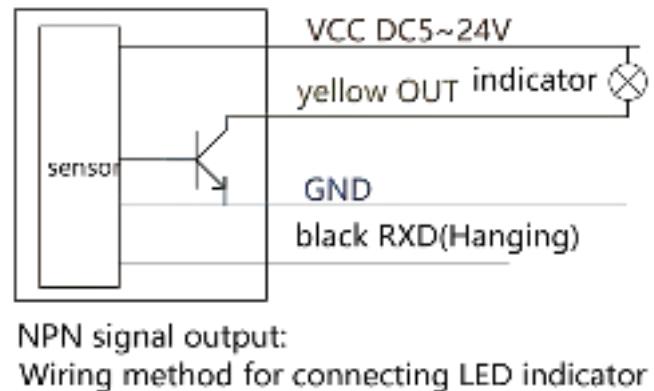 VCC DC5~24V
yellow OUT indicator
sensor
GND
black RXD(Hanging)
NPN signal output:
Wiring method for connecting LED indicator